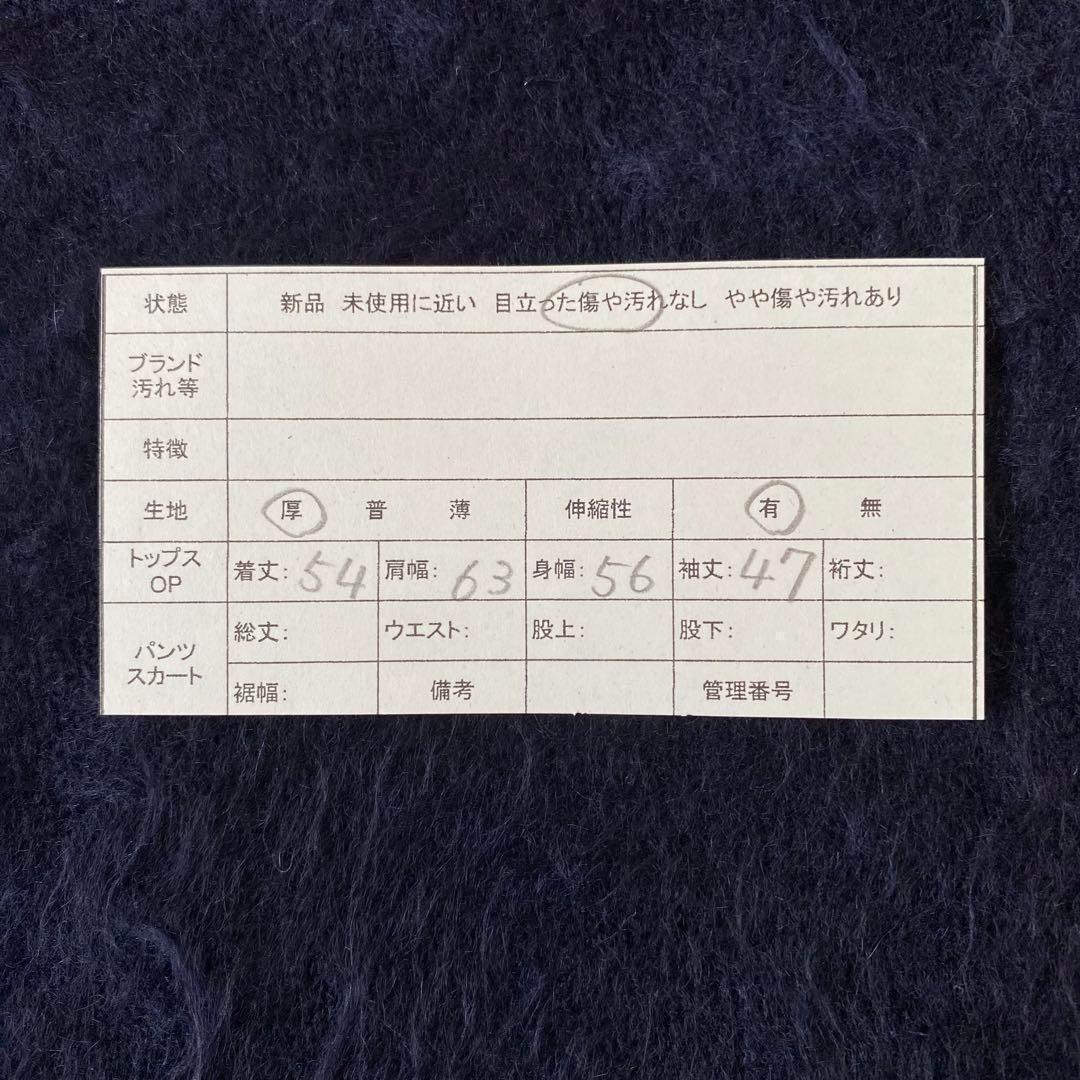 状態 新品 未使用に近い 目立った傷や汚れなし やや傷や汚れあり
ブランド
汚れ等
特徴
生地 厚 普 薄 伸縮性 有 無
トップス
OP
着丈: 54 肩幅: 63 身幅: 56 袖丈: 47 裄丈:
パンツ
スカート
総丈: ウエスト: 股上: 股下: ワタリ:
裾幅: 備考 管理番号